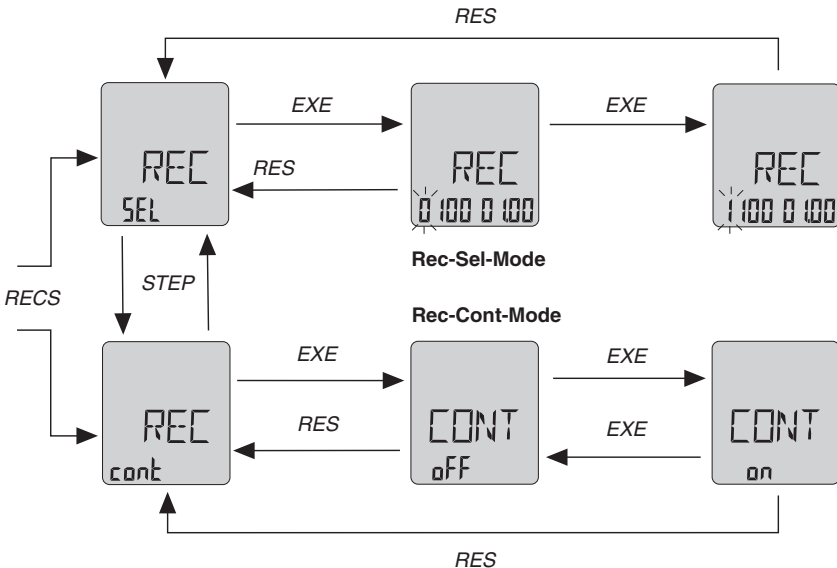 RES
EXE
EXE
REC
SEL
RES
REC
0 100 0 1.00
REC
1 100 0 1.00
Rec-Sel-Mode
RECS
STEP
Rec-Cont-Mode
EXE
EXE
REC
cont
RES
CONT
oFF
EXE
CONT
on
RES